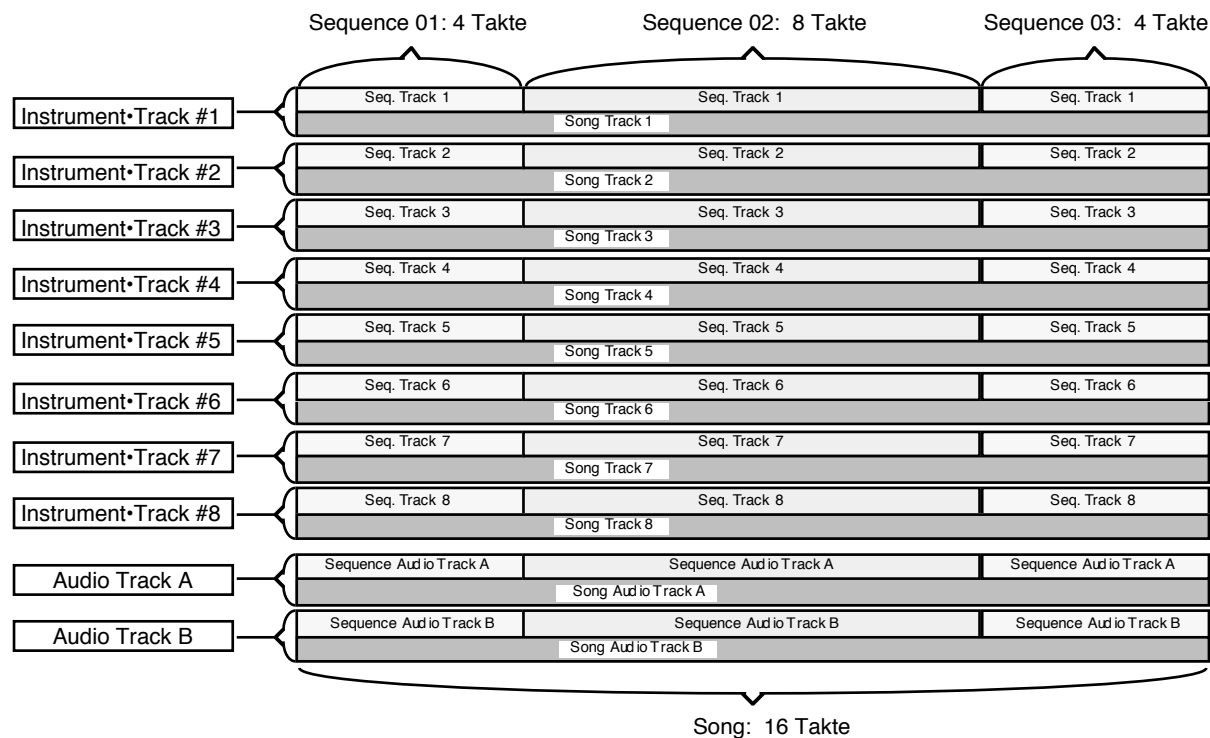 Sequence 01: 4 Takte Sequence 02: 8 Takte Sequence 03: 4 Takte
Instrument•Track #1 Seq. Track 1 Seq. Track 1 Seq. Track 1
Song Track 1
Instrument•Track #2 Seq. Track 2 Seq. Track 2 Seq. Track 2
Song Track 2
Instrument•Track #3 Seq. Track 3 Seq. Track 3 Seq. Track 3
Song Track 3
Instrument•Track #4 Seq. Track 4 Seq. Track 4 Seq. Track 4
Song Track 4
Instrument•Track #5 Seq. Track 5 Seq. Track 5 Seq. Track 5
Song Track 5
Instrument•Track #6 Seq. Track 6 Seq. Track 6 Seq. Track 6
Song Track 6
Instrument•Track #7 Seq. Track 7 Seq. Track 7 Seq. Track 7
Song Track 7
Instrument•Track #8 Seq. Track 8 Seq. Track 8 Seq. Track 8
Song Track 8
Audio Track A Sequence Audio Track A Sequence Audio Track A Sequence Audio Track A
Song Audio Track A
Audio Track B Sequence Audio Track B Sequence Audio Track B Sequence Audio Track B
Song Audio Track B
Song: 16 Takte